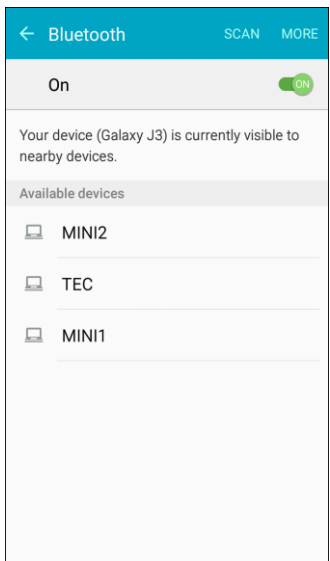 Bluetooth SCAN MORE
On ON
Your device (Galaxy J3) is currently visible to
nearby devices.
Available devices
MINI2
TEC
MINI1